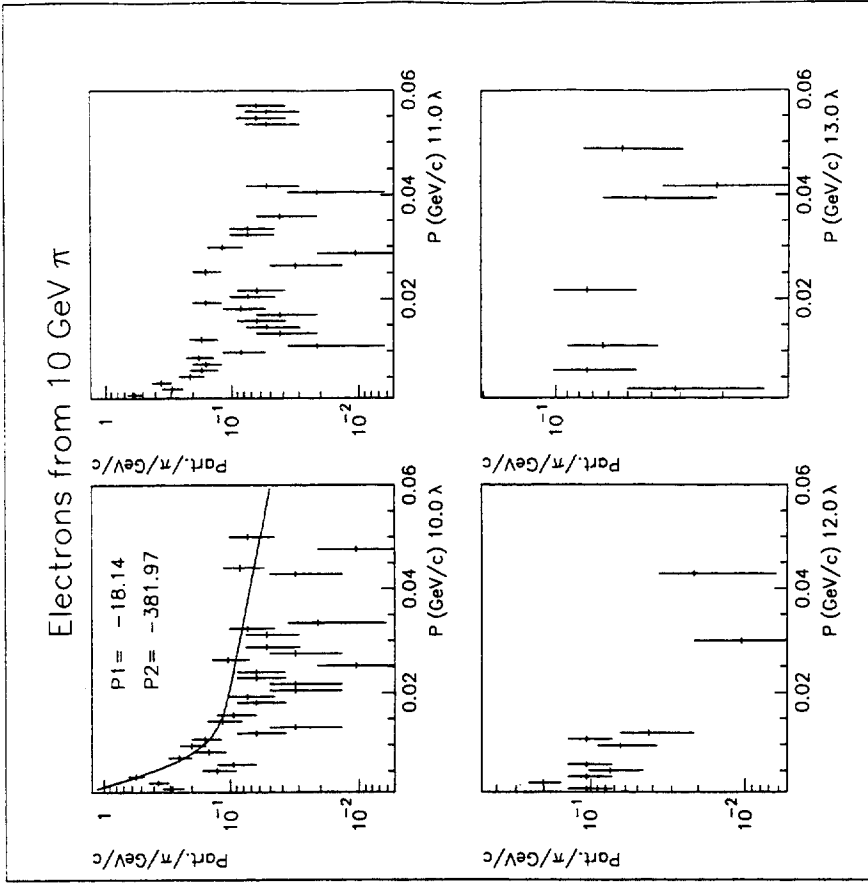 Electrons from 10 GeV π
Part./π/GeV/c
1
10⁻¹
10⁻²
P1= −18.14
P2= −381.97
0.02
0.04
0.06
P (GeV/c) 10.0 λ
Part./π/GeV/c
1
10⁻¹
10⁻²
0.02
0.04
0.06
P (GeV/c) 11.0 λ
Part./π/GeV/c
10⁻¹
10⁻²
0.02
0.04
0.06
P (GeV/c) 12.0 λ
Part./π/GeV/c
10⁻¹
0.02
0.04
0.06
P (GeV/c) 13.0 λ